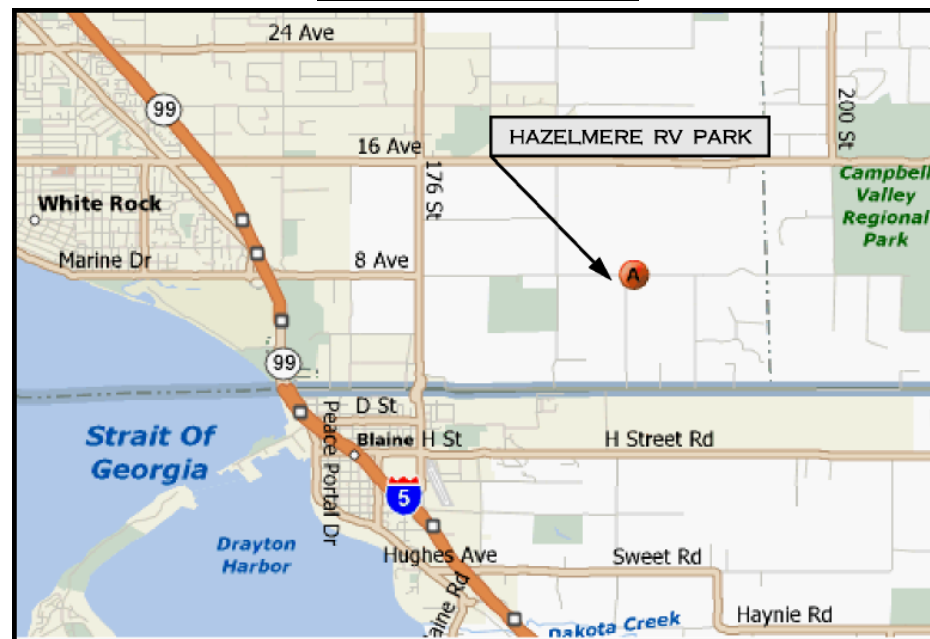 24 Ave
99
200 St
HAZELMERE RV PARK
16 Ave
176 St
Campbell
Valley
Regional
Park
White Rock
Marine Dr
8 Ave
A
99
D St
Peace Portal Dr
Blaine
H St
H Street Rd
Strait Of
Georgia
5
Drayton
Harbor
Hughes Ave
Sweet Rd
aine Rd
Haynie Rd
Dakota Creek